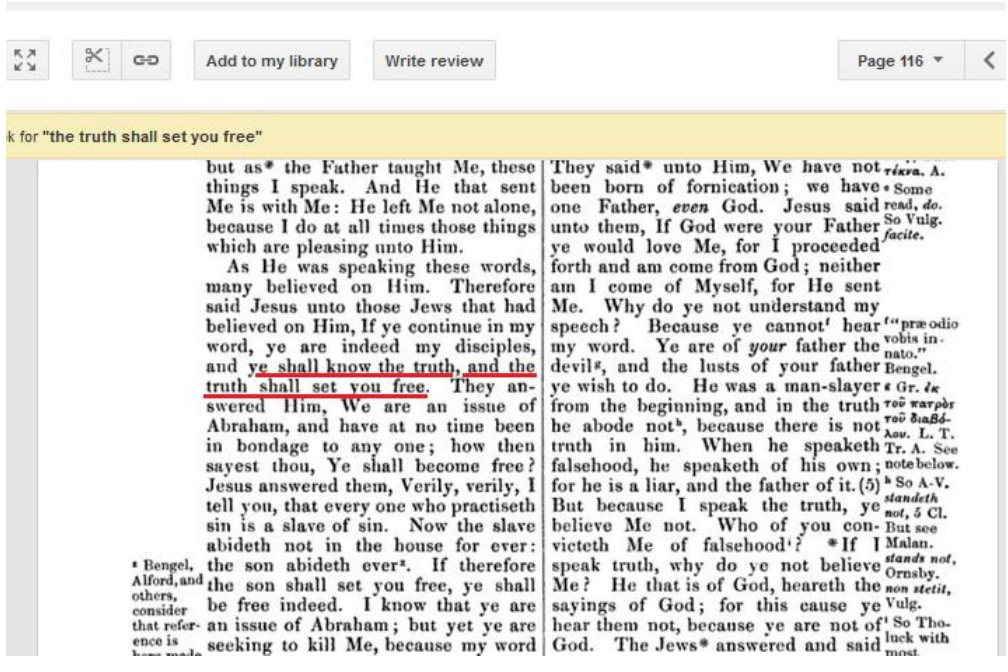 Add to my library
Write review
Page 116
k for "the truth shall set you free"
but as* the Father taught Me, these
things I speak. And He that sent
Me is with Me: He left Me not alone,
because I do at all times those things
which are pleasing unto Him.
As He was speaking these words,
many believed on Him. Therefore
said Jesus unto those Jews that had
believed on Him, If ye continue in my
word, ye are indeed my disciples,
and ye shall know the truth, and the
truth shall set you free. They an-
swered Him, We are an issue of
Abraham, and have at no time been
in bondage to any one; how then
sayest thou, Ye shall become free?
Jesus answered them, Verily, verily, I
tell you, that every one who practiseth
sin is a slave of sin. Now the slave
abideth not in the house for ever:
the son abideth ever². If therefore
the son shall set you free, ye shall
be free indeed. I know that ye are
an issue of Abraham; but yet ye are
seeking to kill Me, because my word
ᶻ Bengel,
Alford, and
others,
consider
that refer-
ence is
here made
They said* unto Him, We have not
been born of fornication; we have
one Father, even God. Jesus said
unto them, If God were your Father
ye would love Me, for I proceeded
forth and am come from God; neither
am I come of Myself, for He sent
Me. Why do ye not understand my
speech? Because ye cannotᶠ hear
my word. Ye are of your father the
devilᵍ, and the lusts of your father
ye wish to do. He was a man-slayer
from the beginning, and in the truth
he abode notʰ, because there is not
truth in him. When he speaketh
falsehood, he speaketh of his own;
for he is a liar, and the father of it. (5)
But because I speak the truth, ye
believe Me not. Who of you con-
victeth Me of falsehoodⁱ? *If I
speak truth, why do ye not believe
Me? He that is of God, heareth the
sayings of God; for this cause ye
hear them not, because ye are not of
God. The Jews* answered and said
τέκνα. A.
ᵉ Some
read, do.
So Vulg.
facite.
ᶠ "præ odio
vobis in-
nato."
Bengel.
ᵍ Gr. ἐκ
τοῦ πατρὸς
τοῦ διαβό-
λου. L. T.
Tr. A. See
note below.
ʰ So A-V.
standeth
not, 5 Cl.
But see
Malan.
stands not,
Ornsby.
non stetit,
Vulg.
ⁱ So Tho-
luck with
most